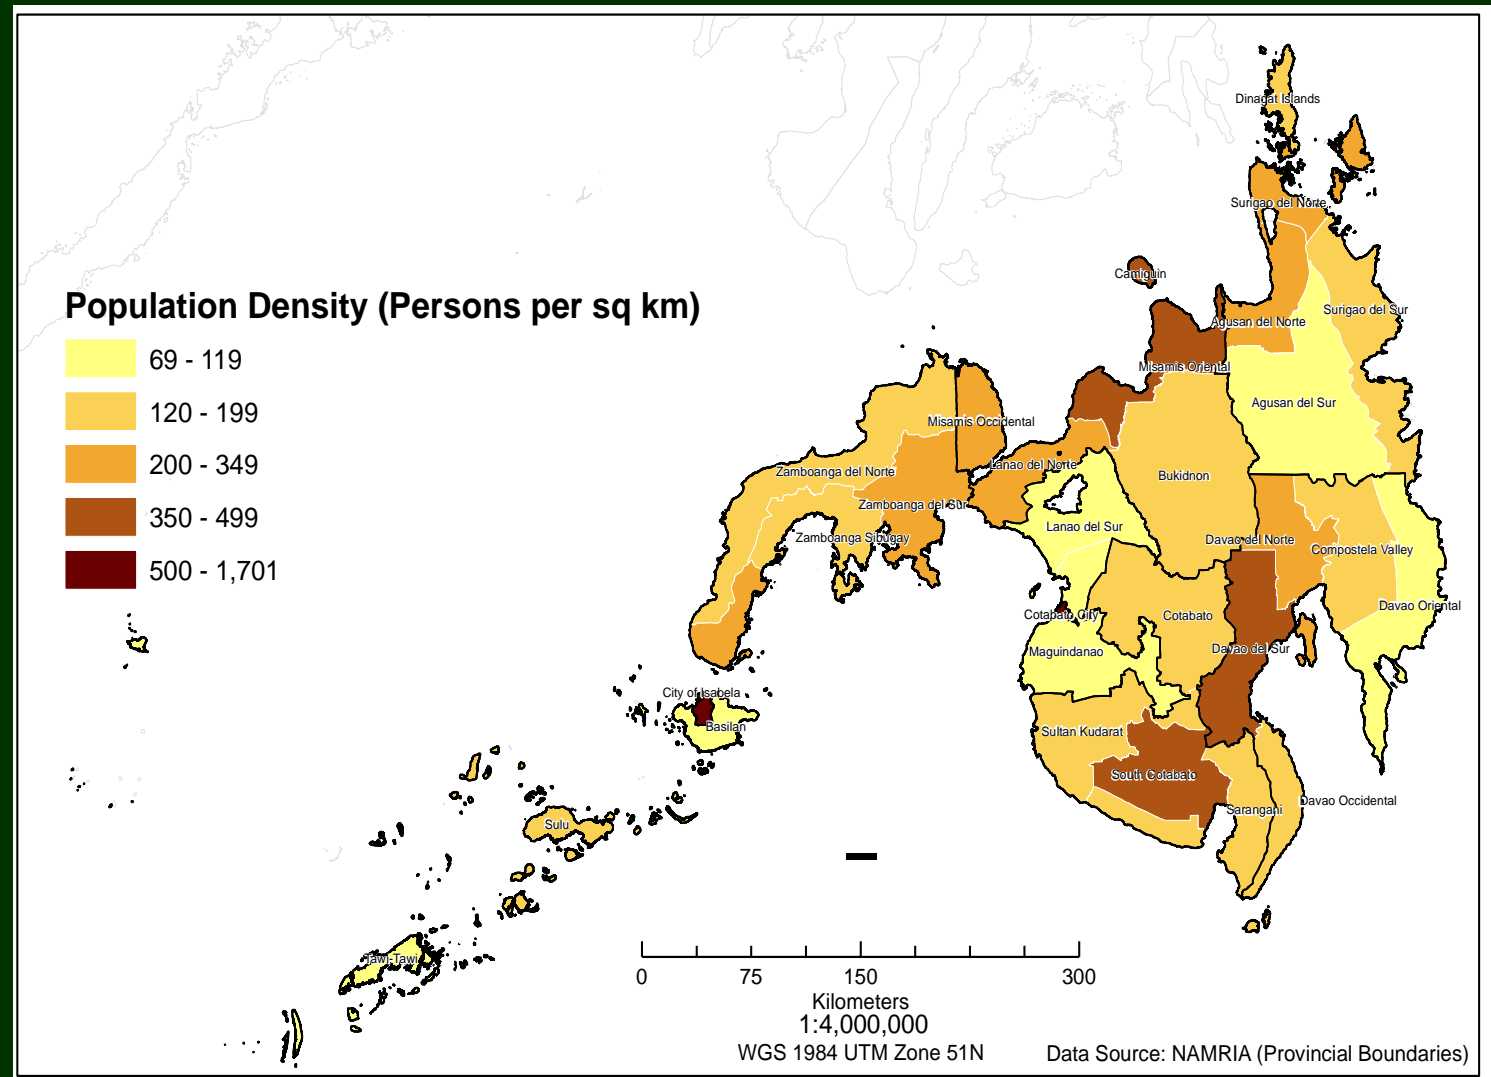 Dinagat Islands
Surigao del Norte
Camiguin
Population Density (Persons per sq km)
69 - 119
120 - 199
200 - 349
350 - 499
500 - 1,701
Surigao del Sur
Agusan del Norte
Misamis Oriental
Agusan del Sur
Misamis Occidental
Lanao del Norte
Zamboanga del Norte
Bukidnon
Zamboanga del Sur
Lanao del Sur
Zamboanga Sibugay
Davao del Norte
Compostela Valley
Davao Oriental
Cotabato City
Cotabato
Maguindanao
Davao del Sur
City of Isabela
Basilan
Sultan Kudarat
South Cotabato
Sarangani
Davao Occidental
Sulu
Tawi-Tawi
0 75 150 300
Kilometers
1:4,000,000
WGS 1984 UTM Zone 51N
Data Source: NAMRIA (Provincial Boundaries)